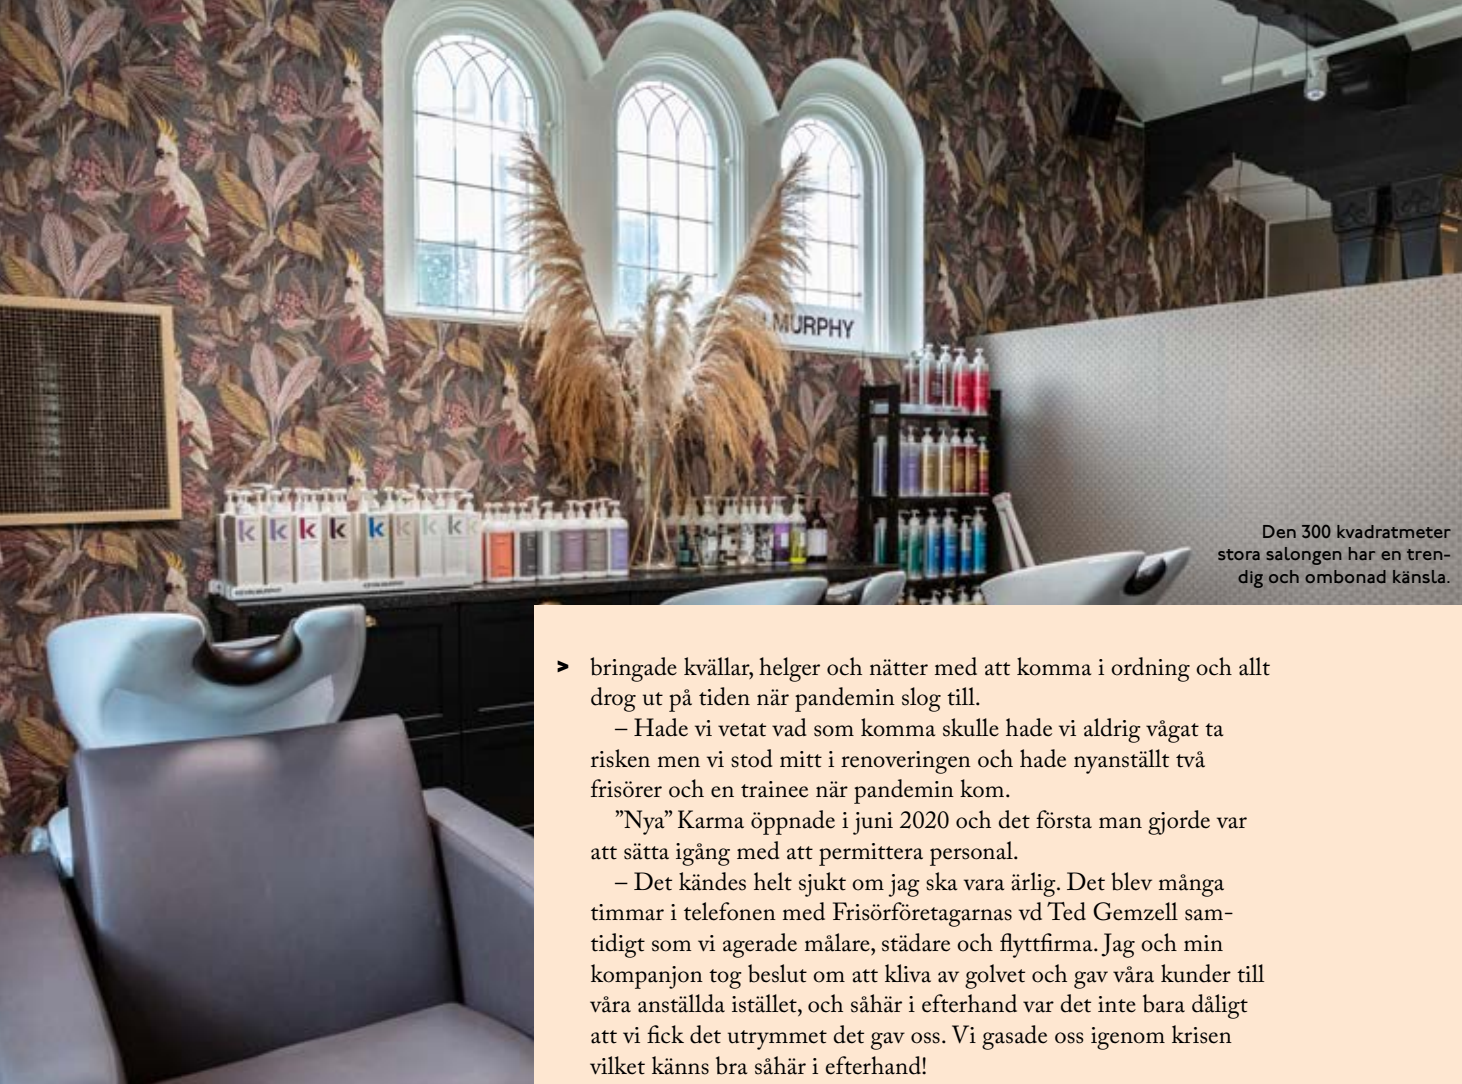 MURPHY
k k k k k k k k
KEVIN.MURPHY
KEVIN.MURPHY
Den 300 kvadratmeter
stora salongen har en tren-
dig och ombonad känsla.
> bringade kvällar, helger och nätter med att komma i ordning och allt
drog ut på tiden när pandemin slog till.
– Hade vi vetat vad som komma skulle hade vi aldrig vågat ta
risken men vi stod mitt i renoveringen och hade nyanställt två
frisörer och en trainee när pandemin kom.
”Nya” Karma öppnade i juni 2020 och det första man gjorde var
att sätta igång med att permittera personal.
– Det kändes helt sjukt om jag ska vara ärlig. Det blev många
timmar i telefonen med Frisörföretagarnas vd Ted Gemzell sam-
tidigt som vi agerade målare, städare och flyttfirma. Jag och min
kompanjon tog beslut om att kliva av golvet och gav våra kunder till
våra anställda istället, och såhär i efterhand var det inte bara dåligt
att vi fick det utrymmet det gav oss. Vi gasade oss igenom krisen
vilket känns bra såhär i efterhand!